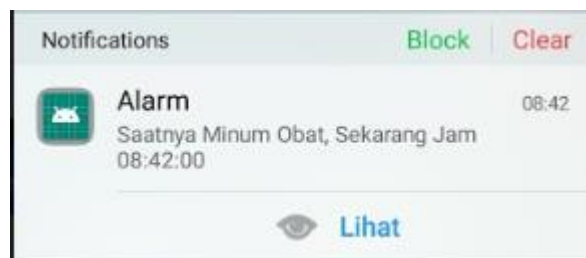 Notifications Block Clear
Alarm 08:42
Saatnya Minum Obat, Sekarang Jam
08:42:00
Lihat